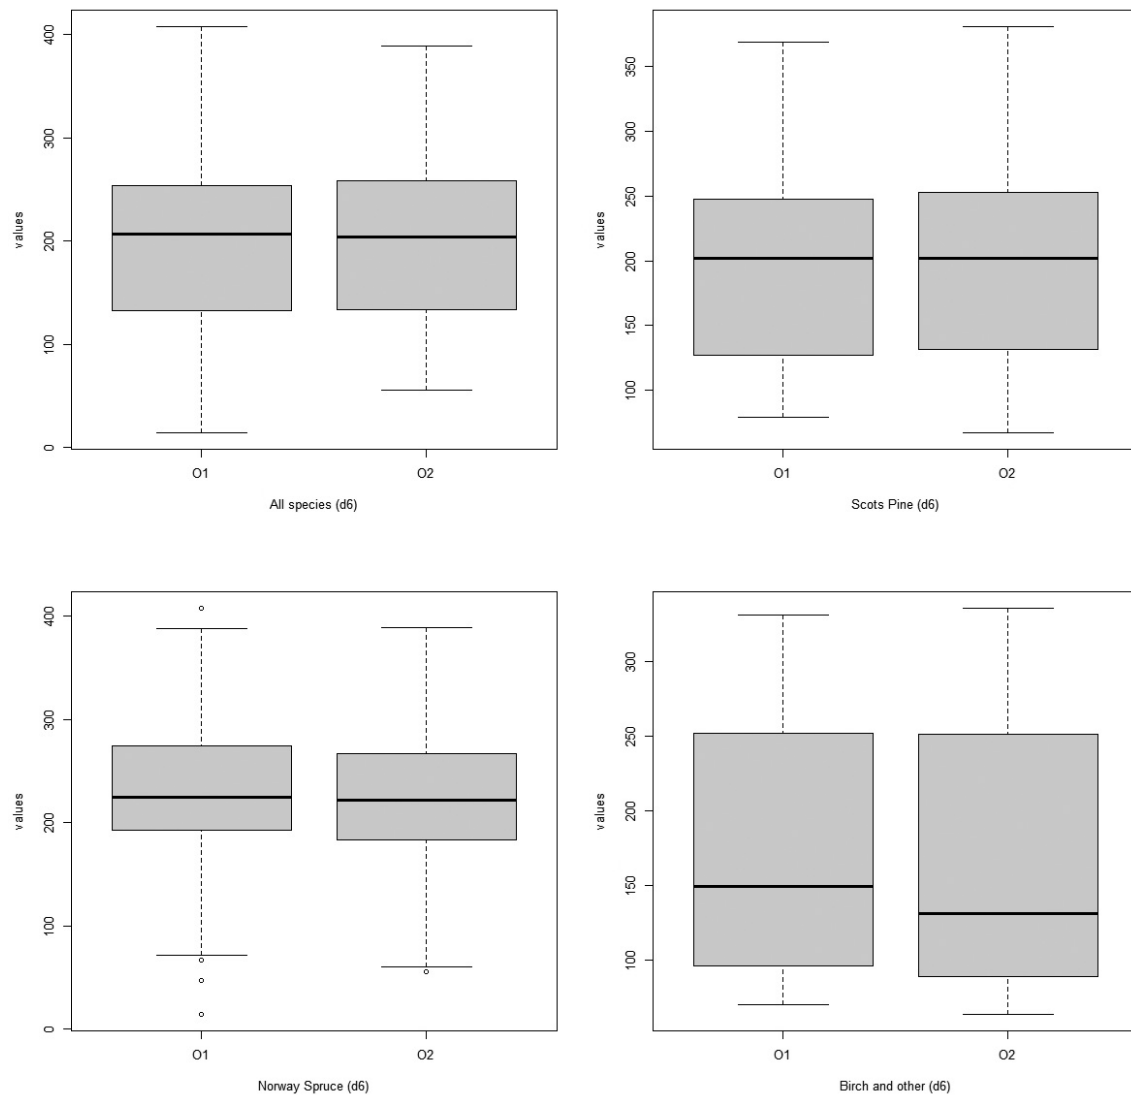 400
300
200
100
0
values
O1 O2
All species (d6)
350
300
250
200
150
100
values
O1 O2
Scots Pine (d6)
400
300
200
100
0
values
O1 O2
Norway Spruce (d6)
300
250
200
150
100
values
O1 O2
Birch and other (d6)